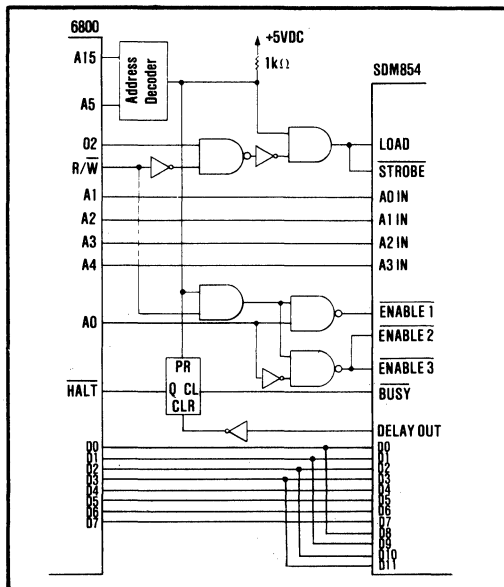 6800
+5VDC
1kΩ
SDM854
A15
Address
Decoder
A5
02
LOAD
R/W
STROBE
A1
A0 IN
A2
A1 IN
A3
A2 IN
A4
A3 IN
ENABLE 1
A0
ENABLE 2
ENABLE 3
PR
HALT
Q CL
BUSY
CLR
DELAY OUT
D0
D0
D1
D1
D2
D2
D3
D3
D4
D4
D5
D5
D6
D6
D7
D7
D8
D9
D10
D11